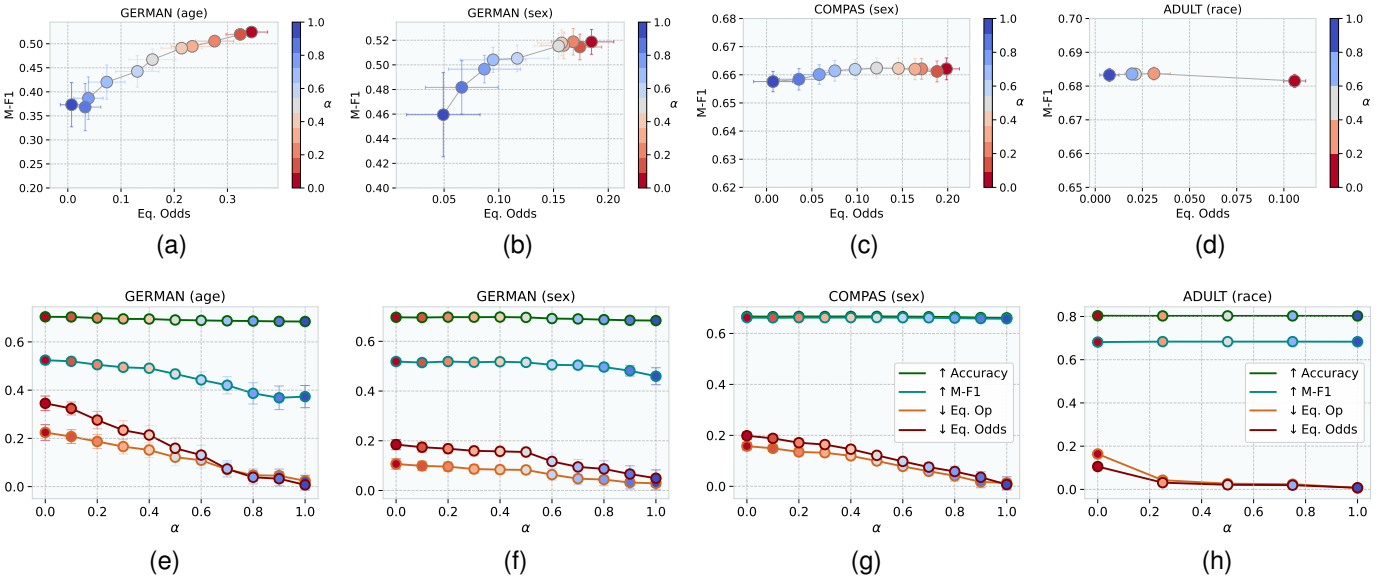 GERMAN (age)
M-F1
0.50
0.45
0.40
0.35
0.30
0.25
0.20
0.0
0.1
0.2
0.3
Eq. Odds
1.0
0.8
0.6
0.4
0.2
0.0
α
(a)
GERMAN (sex)
M-F1
0.52
0.50
0.48
0.46
0.44
0.42
0.40
0.05
0.10
0.15
0.20
Eq. Odds
1.0
0.8
0.6
0.4
0.2
0.0
α
(b)
COMPAS (sex)
M-F1
0.68
0.67
0.66
0.65
0.64
0.63
0.62
0.00
0.05
0.10
0.15
0.20
Eq. Odds
1.0
0.8
0.6
0.4
0.2
0.0
α
(c)
ADULT (race)
M-F1
0.70
0.69
0.68
0.67
0.66
0.65
0.000
0.025
0.050
0.075
0.100
Eq. Odds
1.0
0.8
0.6
0.4
0.2
0.0
α
(d)
GERMAN (age)
0.6
0.4
0.2
0.0
0.0
0.2
0.4
0.6
0.8
1.0
α
(e)
GERMAN (sex)
0.6
0.4
0.2
0.0
0.0
0.2
0.4
0.6
0.8
1.0
α
(f)
COMPAS (sex)
0.6
0.4
0.2
0.0
↑ Accuracy
↑ M-F1
↓ Eq. Op
↓ Eq. Odds
0.0
0.2
0.4
0.6
0.8
1.0
α
(g)
ADULT (race)
0.8
0.6
0.4
0.2
0.0
↑ Accuracy
↑ M-F1
↓ Eq. Op
↓ Eq. Odds
0.0
0.2
0.4
0.6
0.8
1.0
α
(h)